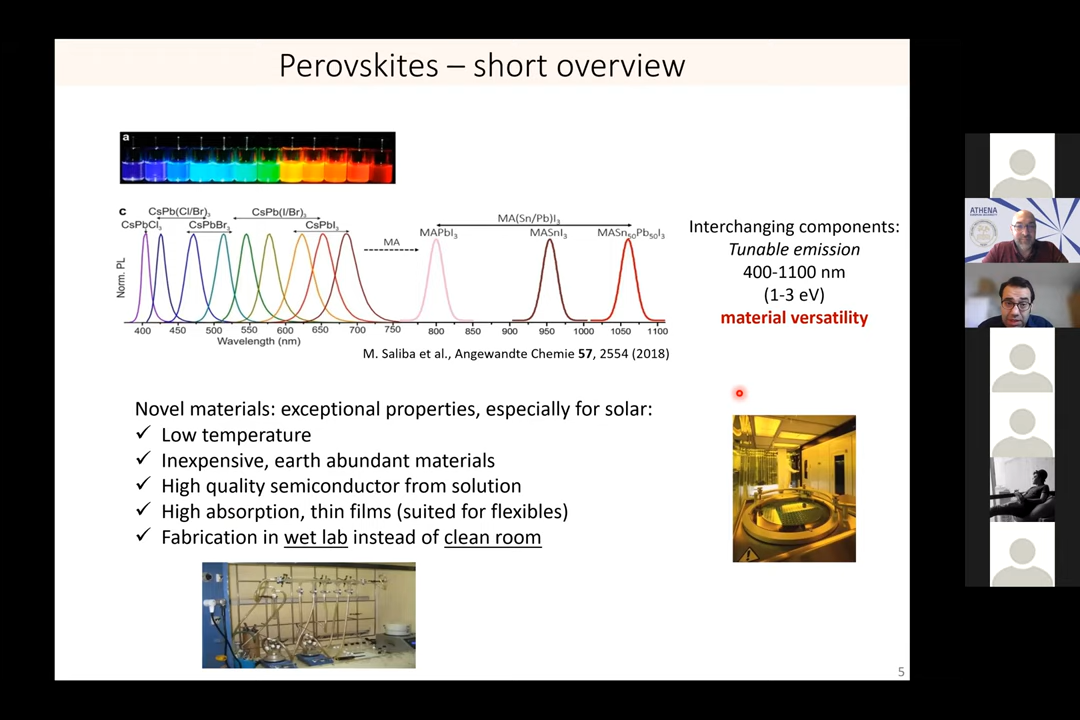 Perovskites – short overview
a
c
CsPb(Cl/Br)₃
CsPb(I/Br)₃
CsPbCl₃
CsPbBr₃
CsPbI₃
MA
MA(Sn/Pb)I₃
MAPbI₃
MASnI₃
MASn₅₀Pb₅₀I₃
Norm. PL
400 450 500 550 600 650 700 750 800 850 900 950 1000 1050 1100
Wavelength (nm)
M. Saliba et al., Angewandte Chemie 57, 2554 (2018)
Interchanging components:
Tunable emission
400-1100 nm
(1-3 eV)
material versatility
Novel materials: exceptional properties, especially for solar:
✓ Low temperature
✓ Inexpensive, earth abundant materials
✓ High quality semiconductor from solution
✓ High absorption, thin films (suited for flexibles)
✓ Fabrication in wet lab instead of clean room
5
ATHENA